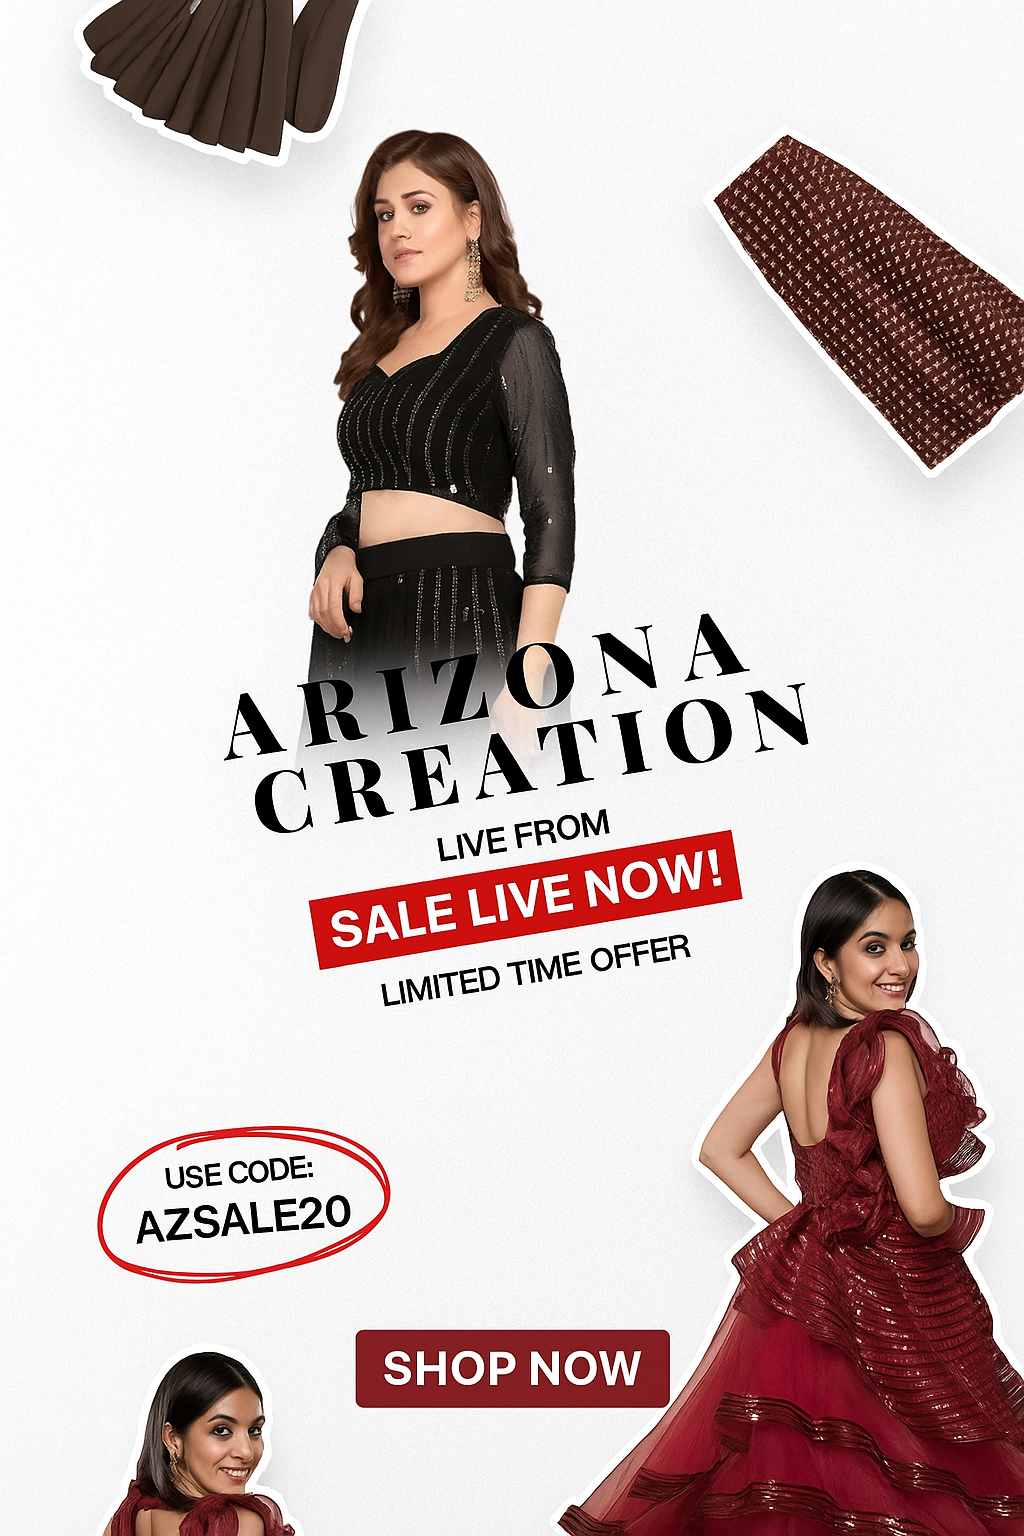 ARIZONA
CREATION
LIVE FROM
SALE LIVE NOW!
LIMITED TIME OFFER
USE CODE:
AZSALE20
SHOP NOW